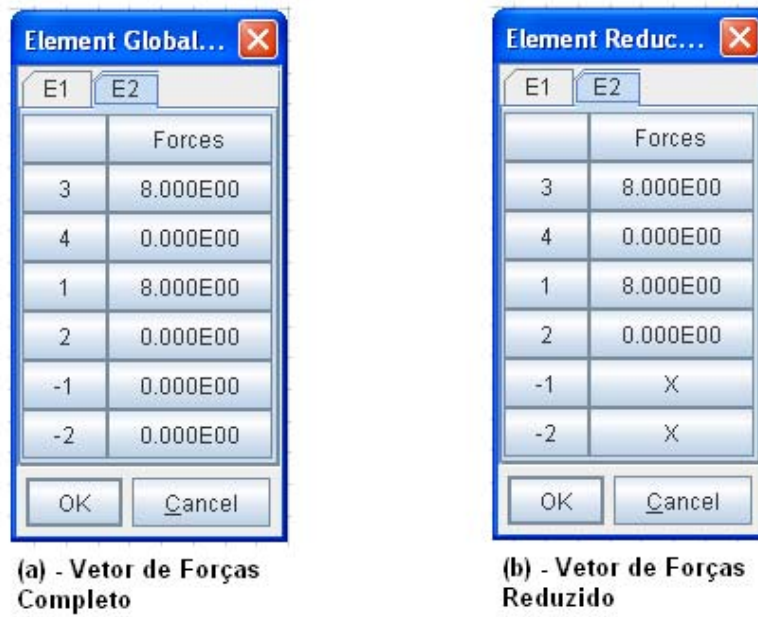 Element Global...
E1 E2
Forces
3 8.000E00
4 0.000E00
1 8.000E00
2 0.000E00
-1 0.000E00
-2 0.000E00
OK Cancel
(a) - Vetor de Forças
Completo
Element Reduc...
E1 E2
Forces
3 8.000E00
4 0.000E00
1 8.000E00
2 0.000E00
-1 X
-2 X
OK Cancel
(b) - Vetor de Forças
Reduzido